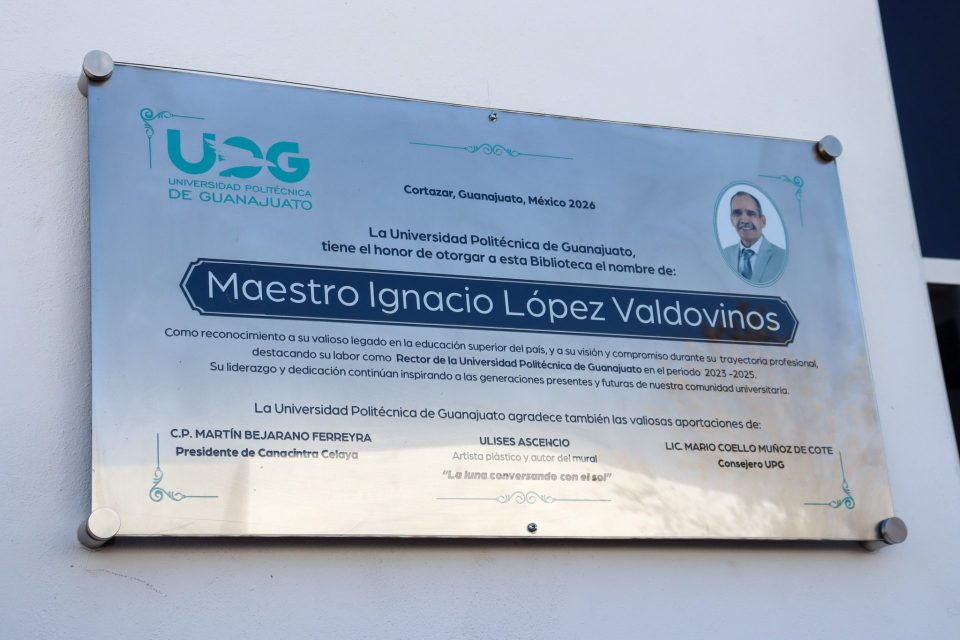 UPG
UNIVERSIDAD POLITÉCNICA
DE GUANAJUATO
Cortazar, Guanajuato, México 2026
La Universidad Politécnica de Guanajuato,
tiene el honor de otorgar a esta Biblioteca el nombre de:
Maestro Ignacio López Valdovinos
Como reconocimiento a su valioso legado en la educación superior del país, y a su visión y compromiso durante su trayectoria profesional,
destacando su labor como Rector de la Universidad Politécnica de Guanajuato en el periodo 2023 -2025.
Su liderazgo y dedicación continúan inspirando a las generaciones presentes y futuras de nuestra comunidad universitaria.
La Universidad Politécnica de Guanajuato agradece también las valiosas aportaciones de:
C.P. MARTÍN BEJARANO FERREYRA
Presidente de Canacintra Celaya
ULISES ASCENCIO
Artista plástico y autor del mural
"La luna conversando con el sol"
LIC. MARIO COELLO MUÑOZ DE COTE
Consejero UPG